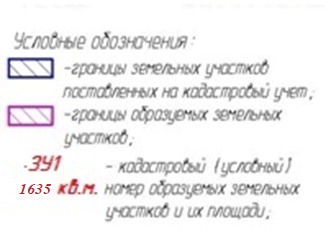 Условные обозначения:
-границы земельных участков
поставленных на кадастровый учет;
-границы образуемых земельных
участков;
-ЗУ1 - кадастровый (условный)
1635 кв.м. номер образуемых земельных
участков и их площади;